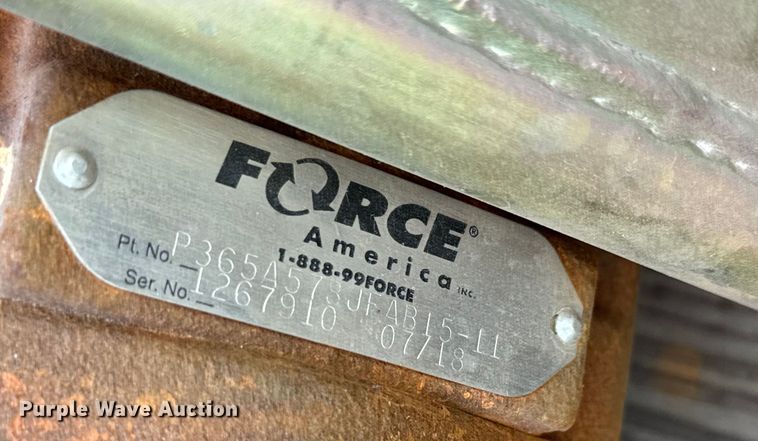 FORCE®
America INC.
1-888-99FORCE
Pt. No. P365A578JFAB15-11
Ser. No. 1267910 07718
Purple Wave Auction